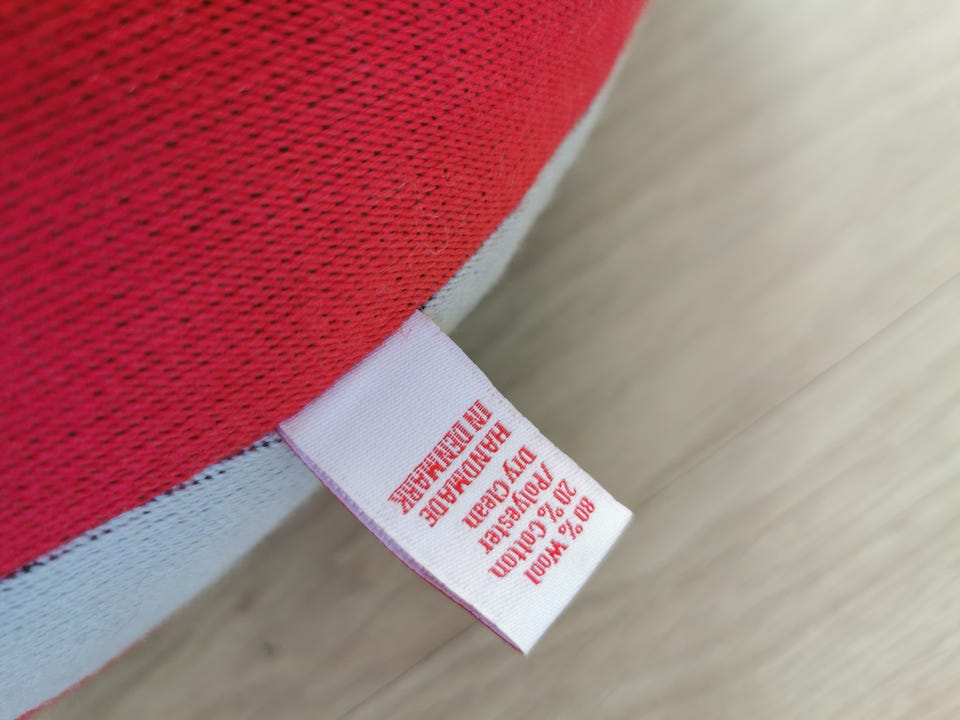 80% Wool
20% Cotton
/Polyester
Dry Clean
HANDMADE
IN DENMARK